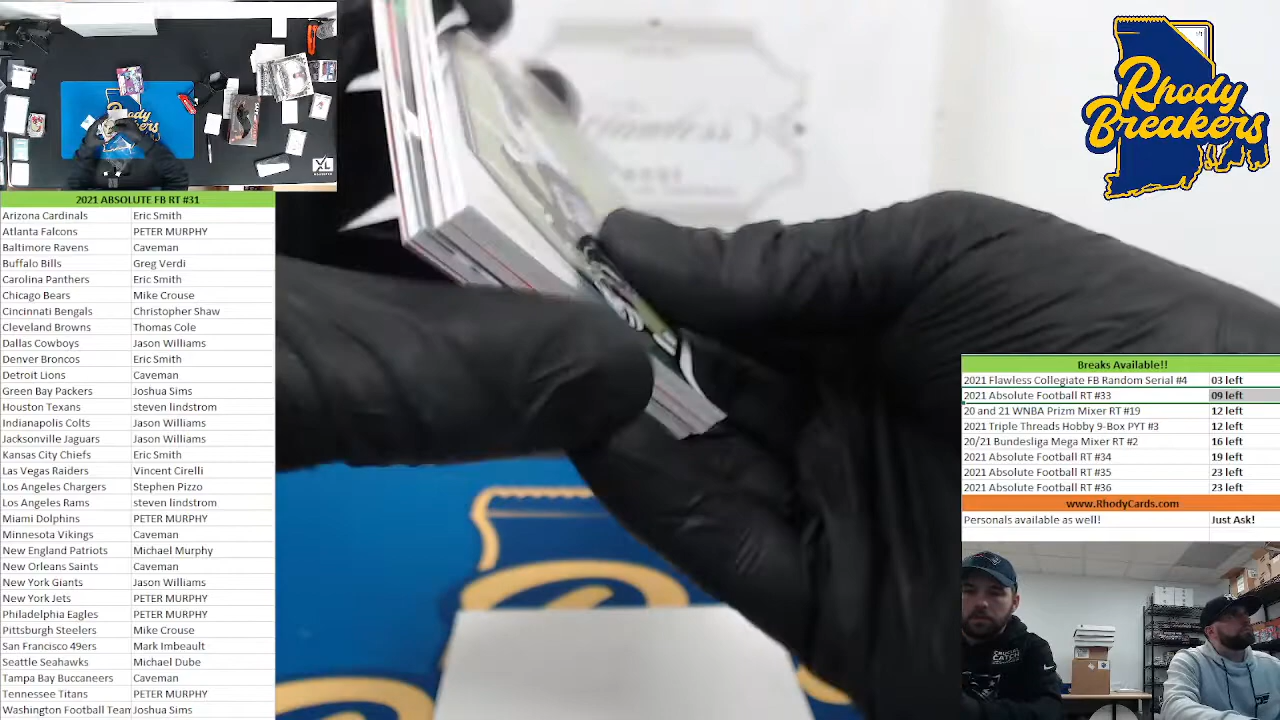 2021 ABSOLUTE FB RT #31
Arizona Cardinals Eric Smith
Atlanta Falcons PETER MURPHY
Baltimore Ravens Caveman
Buffalo Bills Greg Verdi
Carolina Panthers Eric Smith
Chicago Bears Mike Crouse
Cincinnati Bengals Christopher Shaw
Cleveland Browns Thomas Cole
Dallas Cowboys Jason Williams
Denver Broncos Eric Smith
Detroit Lions Caveman
Green Bay Packers Joshua Sims
Houston Texans steven lindstrom
Indianapolis Colts Jason Williams
Jacksonville Jaguars Jason Williams
Kansas City Chiefs Eric Smith
Las Vegas Raiders Vincent Cirelli
Los Angeles Chargers Stephen Pizzo
Los Angeles Rams steven lindstrom
Miami Dolphins PETER MURPHY
Minnesota Vikings Caveman
New England Patriots Michael Murphy
New Orleans Saints Caveman
New York Giants Jason Williams
New York Jets PETER MURPHY
Philadelphia Eagles PETER MURPHY
Pittsburgh Steelers Mike Crouse
San Francisco 49ers Mark Imbeault
Seattle Seahawks Michael Dube
Tampa Bay Buccaneers Caveman
Tennessee Titans PETER MURPHY
Washington Football Team Joshua Sims
Rhody
Breakers
Breaks Available!!
2021 Flawless Collegiate FB Random Serial #4 03 left
2021 Absolute Football RT #33 09 left
20 and 21 WNBA Prizm Mixer RT #19 12 left
2021 Triple Threads Hobby 9-Box PYT #3 12 left
20/21 Bundesliga Mega Mixer RT #2 16 left
2021 Absolute Football RT #34 19 left
2021 Absolute Football RT #35 23 left
2021 Absolute Football RT #36 23 left
www.RhodyCards.com
Personals available as well! Just Ask!
XL
Rhody
Breakers
CRUCIAL
CATCH